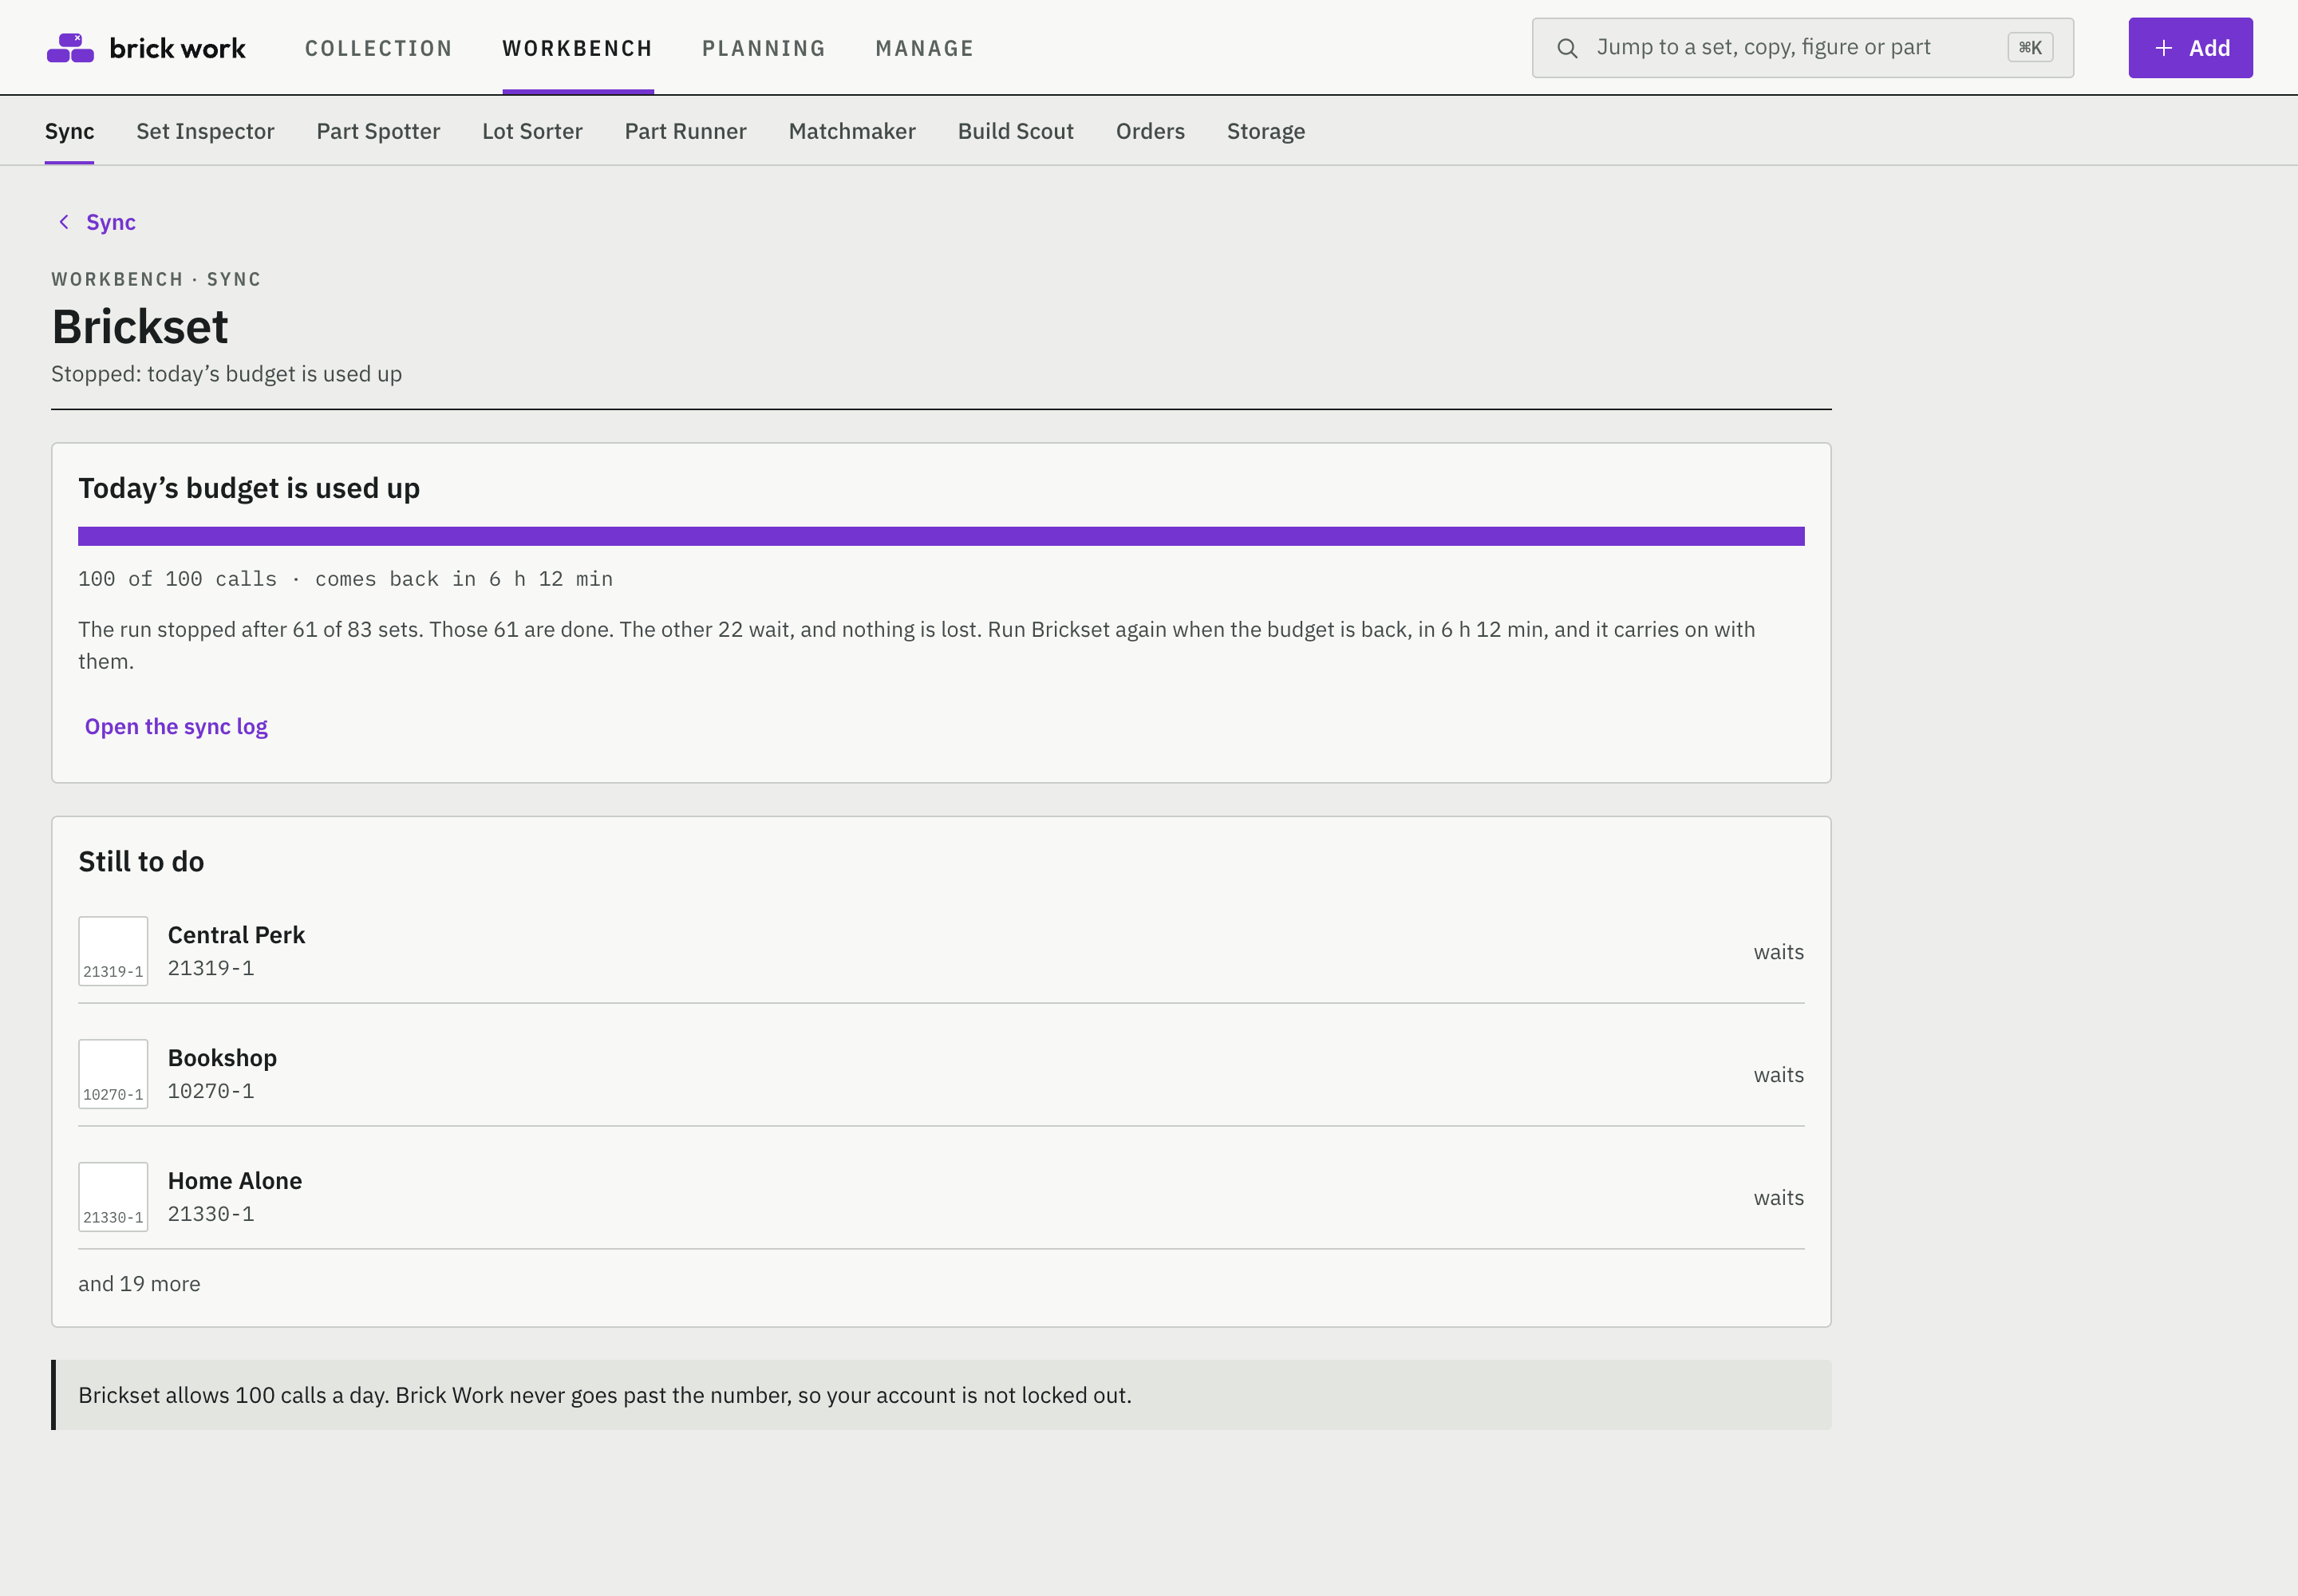 brick work
COLLECTION
WORKBENCH
PLANNING
MANAGE
Jump to a set, copy, figure or part
⌘K
+ Add
Sync
Set Inspector
Part Spotter
Lot Sorter
Part Runner
Matchmaker
Build Scout
Orders
Storage
Sync
WORKBENCH · SYNC
Brickset
Stopped: today’s budget is used up
Today’s budget is used up
100 of 100 calls · comes back in 6 h 12 min
The run stopped after 61 of 83 sets. Those 61 are done. The other 22 wait, and nothing is lost. Run Brickset again when the budget is back, in 6 h 12 min, and it carries on with
them.
Open the sync log
Still to do
21319-1
Central Perk
21319-1
waits
10270-1
Bookshop
10270-1
waits
21330-1
Home Alone
21330-1
waits
and 19 more
Brickset allows 100 calls a day. Brick Work never goes past the number, so your account is not locked out.